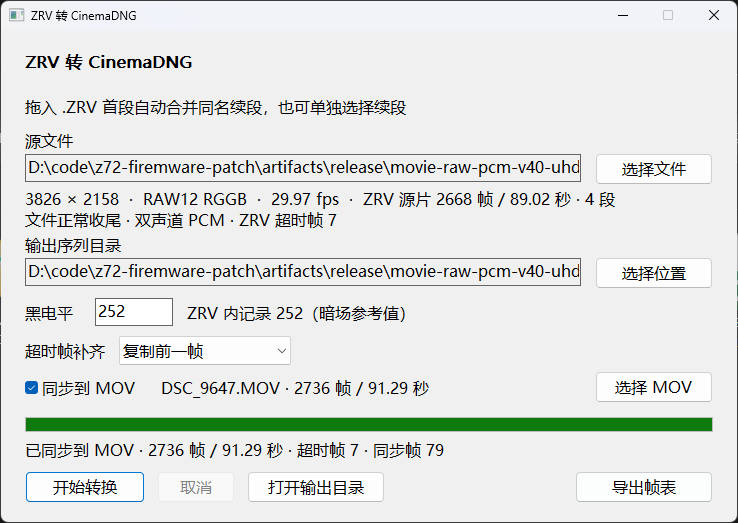 ZRV 转 CinemaDNG
ZRV 转 CinemaDNG
拖入 .ZRV 首段自动合并同名续段，也可单独选择续段
源文件
D:\code\z72-firemware-patch\artifacts\release\movie-raw-pcm-v40-uhd 选择文件
3826 × 2158 · RAW12 RGGB · 29.97 fps · ZRV 源片 2668 帧 / 89.02 秒 · 4 段
文件正常收尾 · 双声道 PCM · ZRV 超时帧 7
输出序列目录
D:\code\z72-firemware-patch\artifacts\release\movie-raw-pcm-v40-uhd 选择位置
黑电平 252 ZRV 内记录 252（暗场参考值）
超时帧补齐 复制前一帧
同步到 MOV DSC_9647.MOV · 2736 帧 / 91.29 秒 选择 MOV
已同步到 MOV · 2736 帧 / 91.29 秒 · 超时帧 7 · 同步帧 79
开始转换 取消 打开输出目录 导出帧表